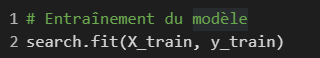 1 # Entraînement du modèle
2 search.fit(X_train, y_train)